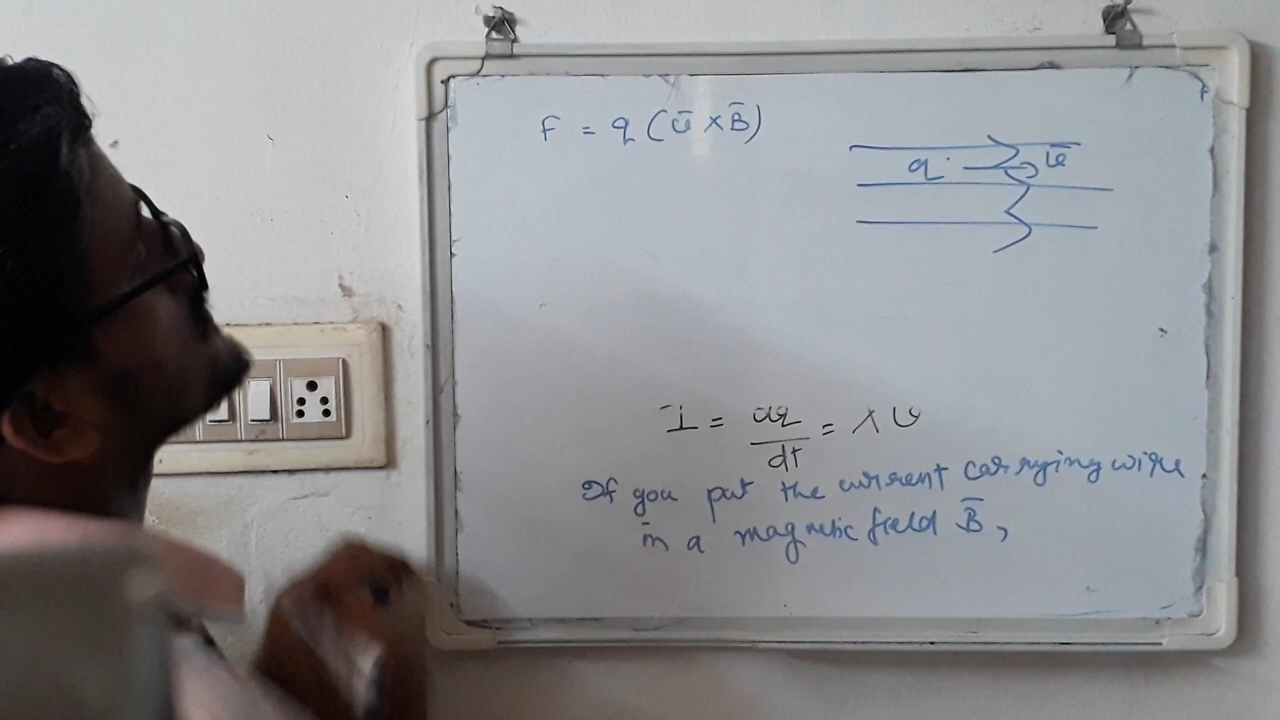 F = q (v̄ × B̄)
q v̄
I = dq/dt = λ v
If you put the current carrying wire
in a magnetic field B̄,